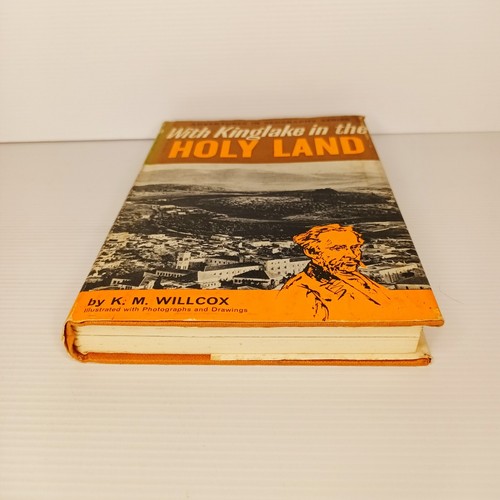 With Kinglake in the
HOLY LAND
by K. M. WILLCOX
Illustrated with Photographs and Drawings